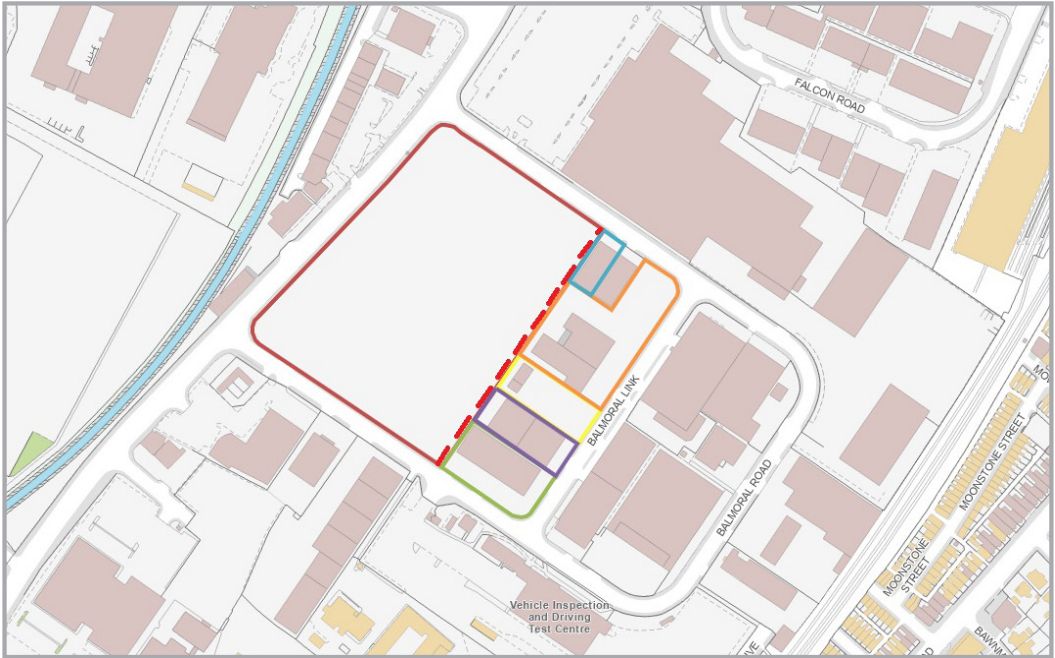 FALCON ROAD
BALMORAL LINK
BALMORAL ROAD
MOONSTONE STREET
MOONSTONE
STREET
Vehicle Inspection
and Driving
Test Centre